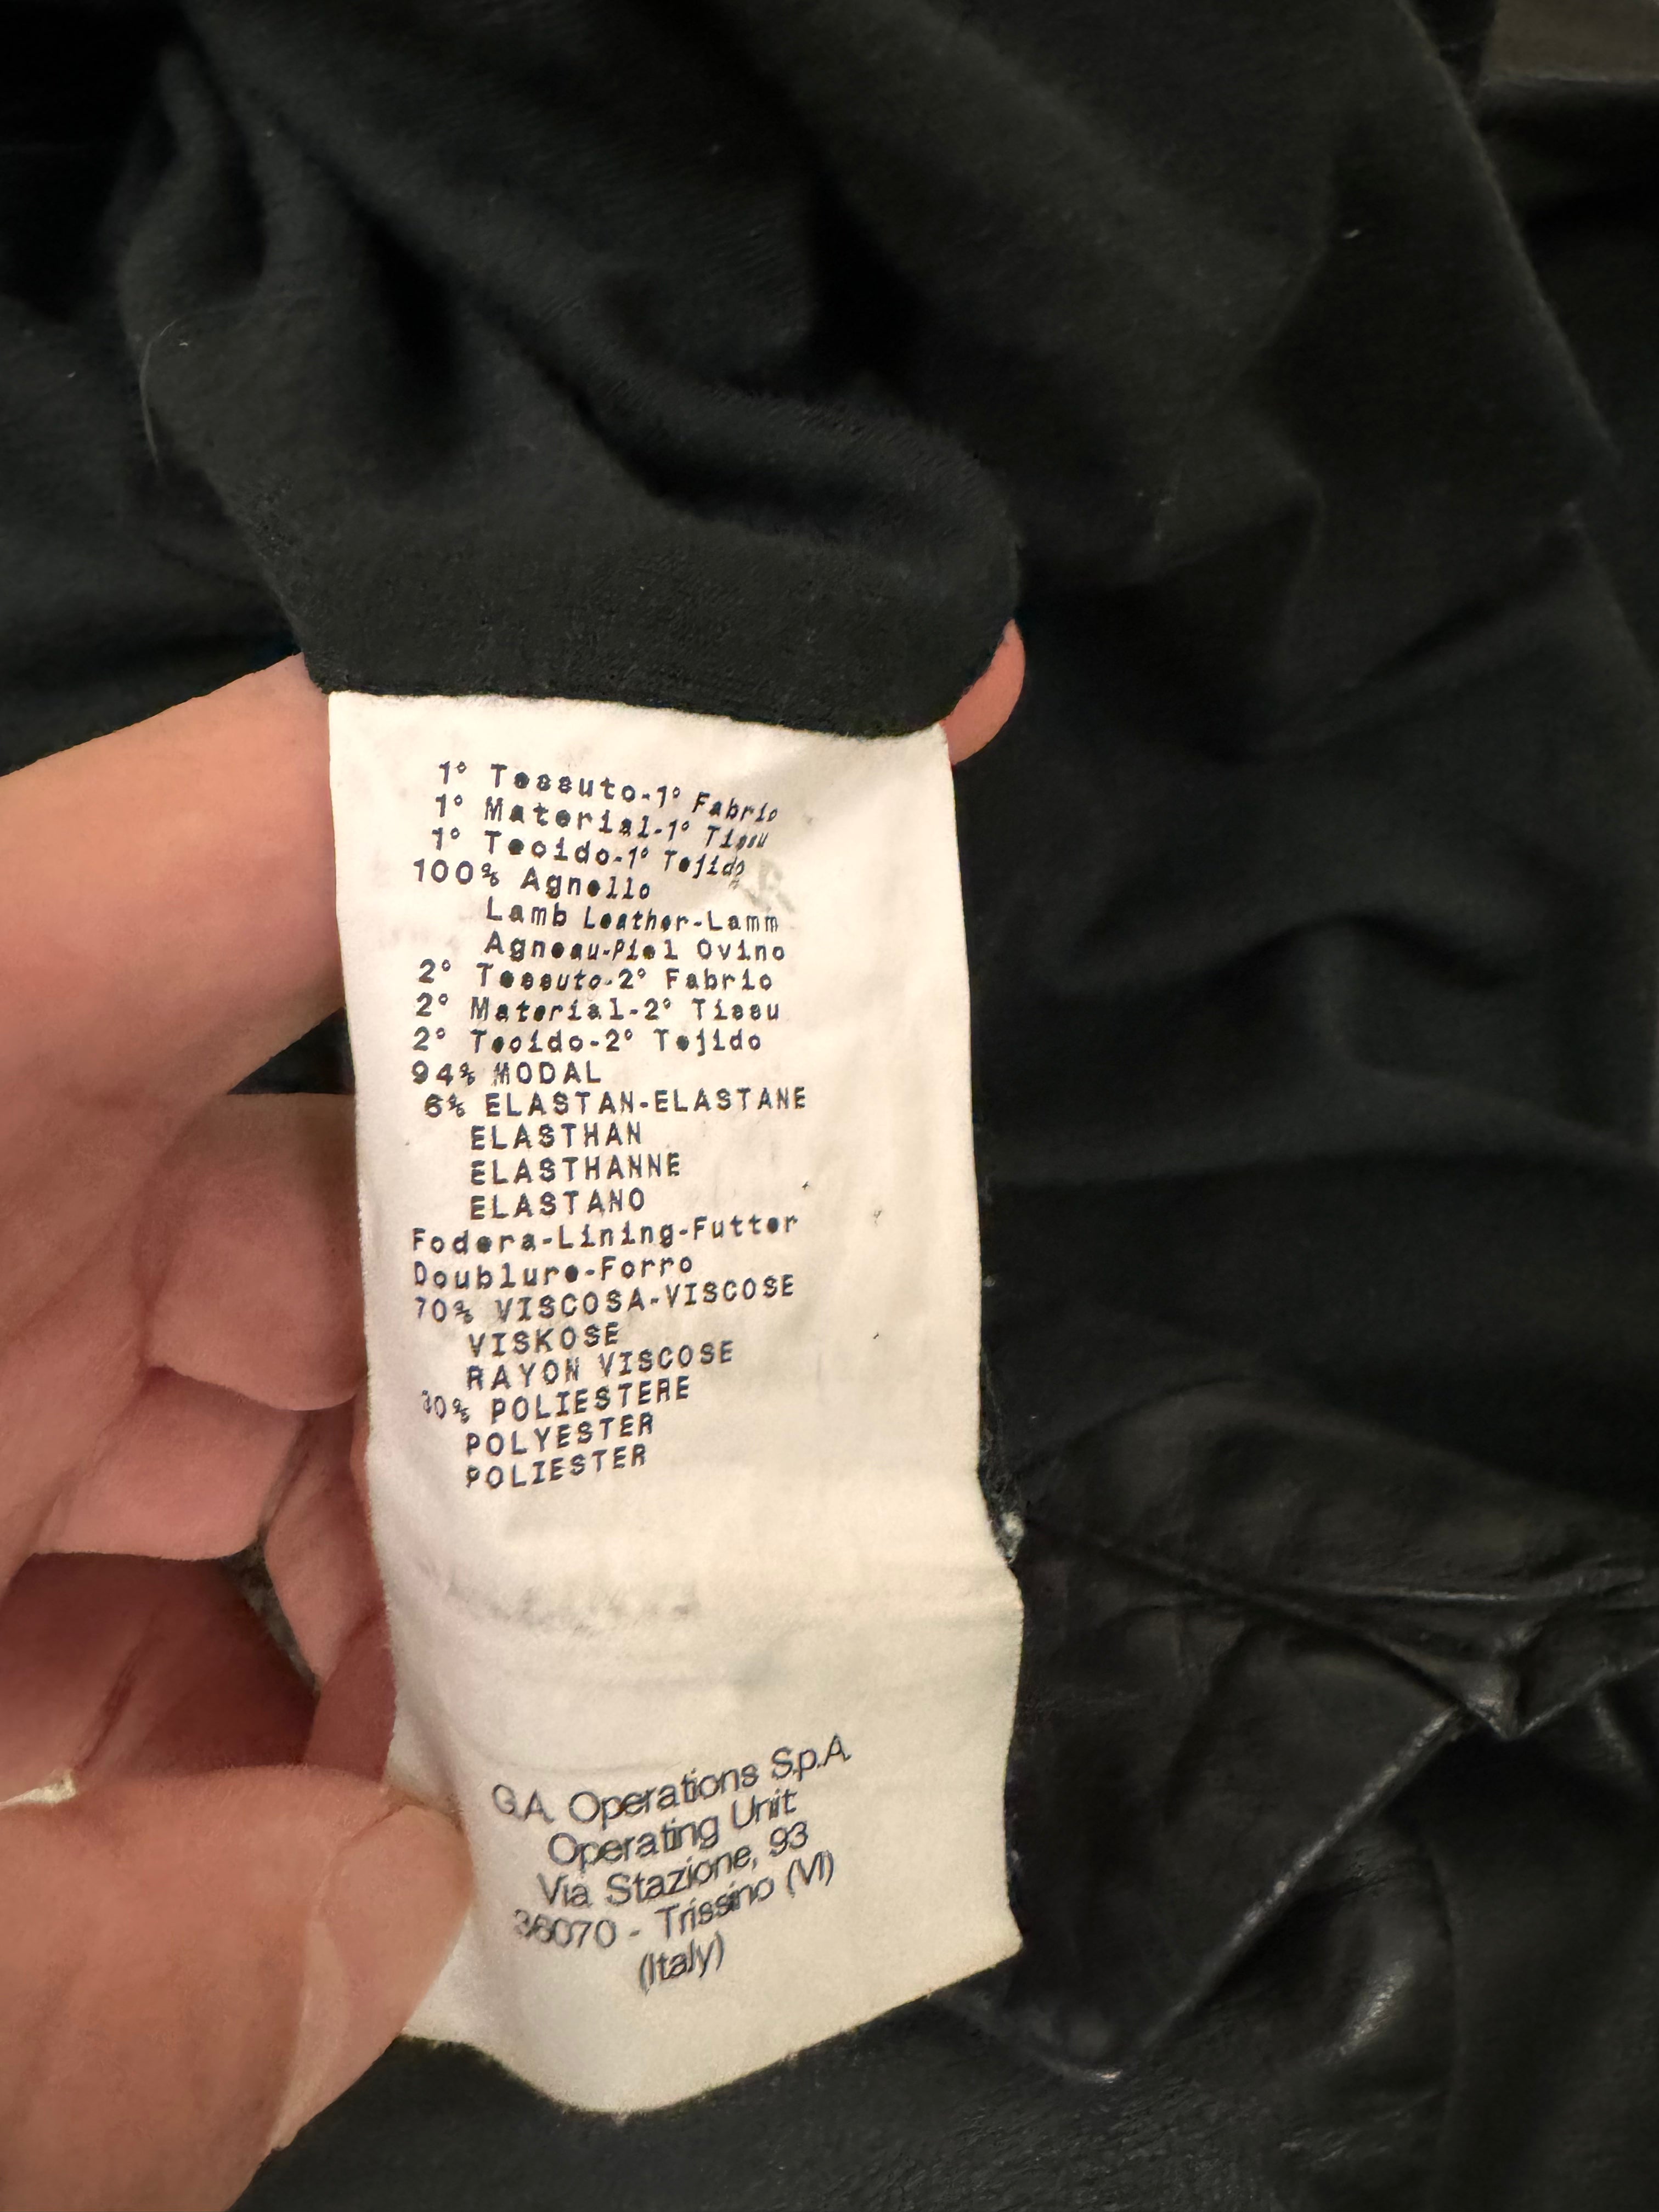 1° Tessuto-1° Fabric
1° Material-1° Tissu
1° Tecido-1° Tejido
100% Agnello
Lamb Leather-Lamm
Agneau-Piel Ovino
2° Tessuto-2° Fabric
2° Material-2° Tissu
2° Tecido-2° Tejido
94% MODAL
6% ELASTAN-ELASTANE
ELASTHAN
ELASTHANNE
ELASTANO
Fodera-Lining-Futter
Doublure-Forro
70% VISCOSA-VISCOSE
VISKOSE
RAYON VISCOSE
30% POLIESTERE
POLYESTER
POLIESTER
G.A. Operations S.p.A.
Operating Unit
Via Stazione, 93
36070 - Trissino (VI)
(Italy)